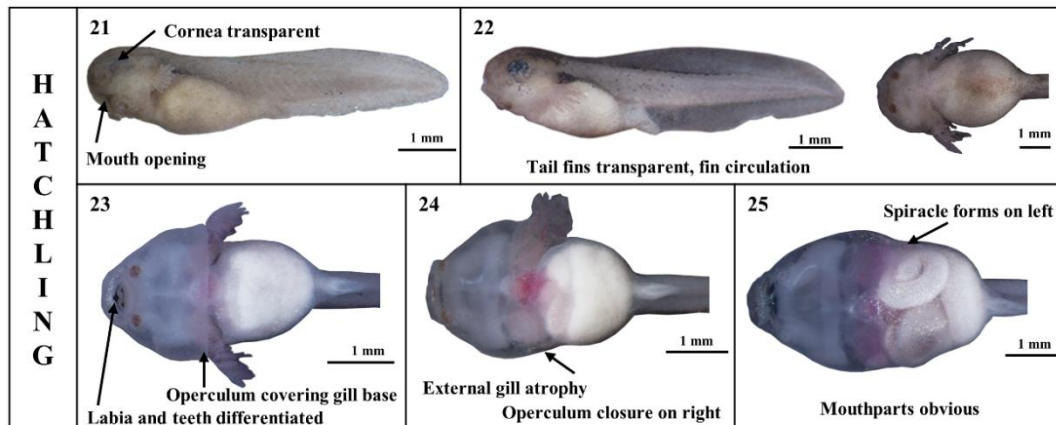 HATCHLING
21
Cornea transparent
Mouth opening
1 mm
22
Tail fins transparent, fin circulation
1 mm
1 mm
23
Operculum covering gill base
Labia and teeth differentiated
1 mm
24
External gill atrophy
Operculum closure on right
1 mm
25
Spiracle forms on left
Mouthparts obvious
1 mm